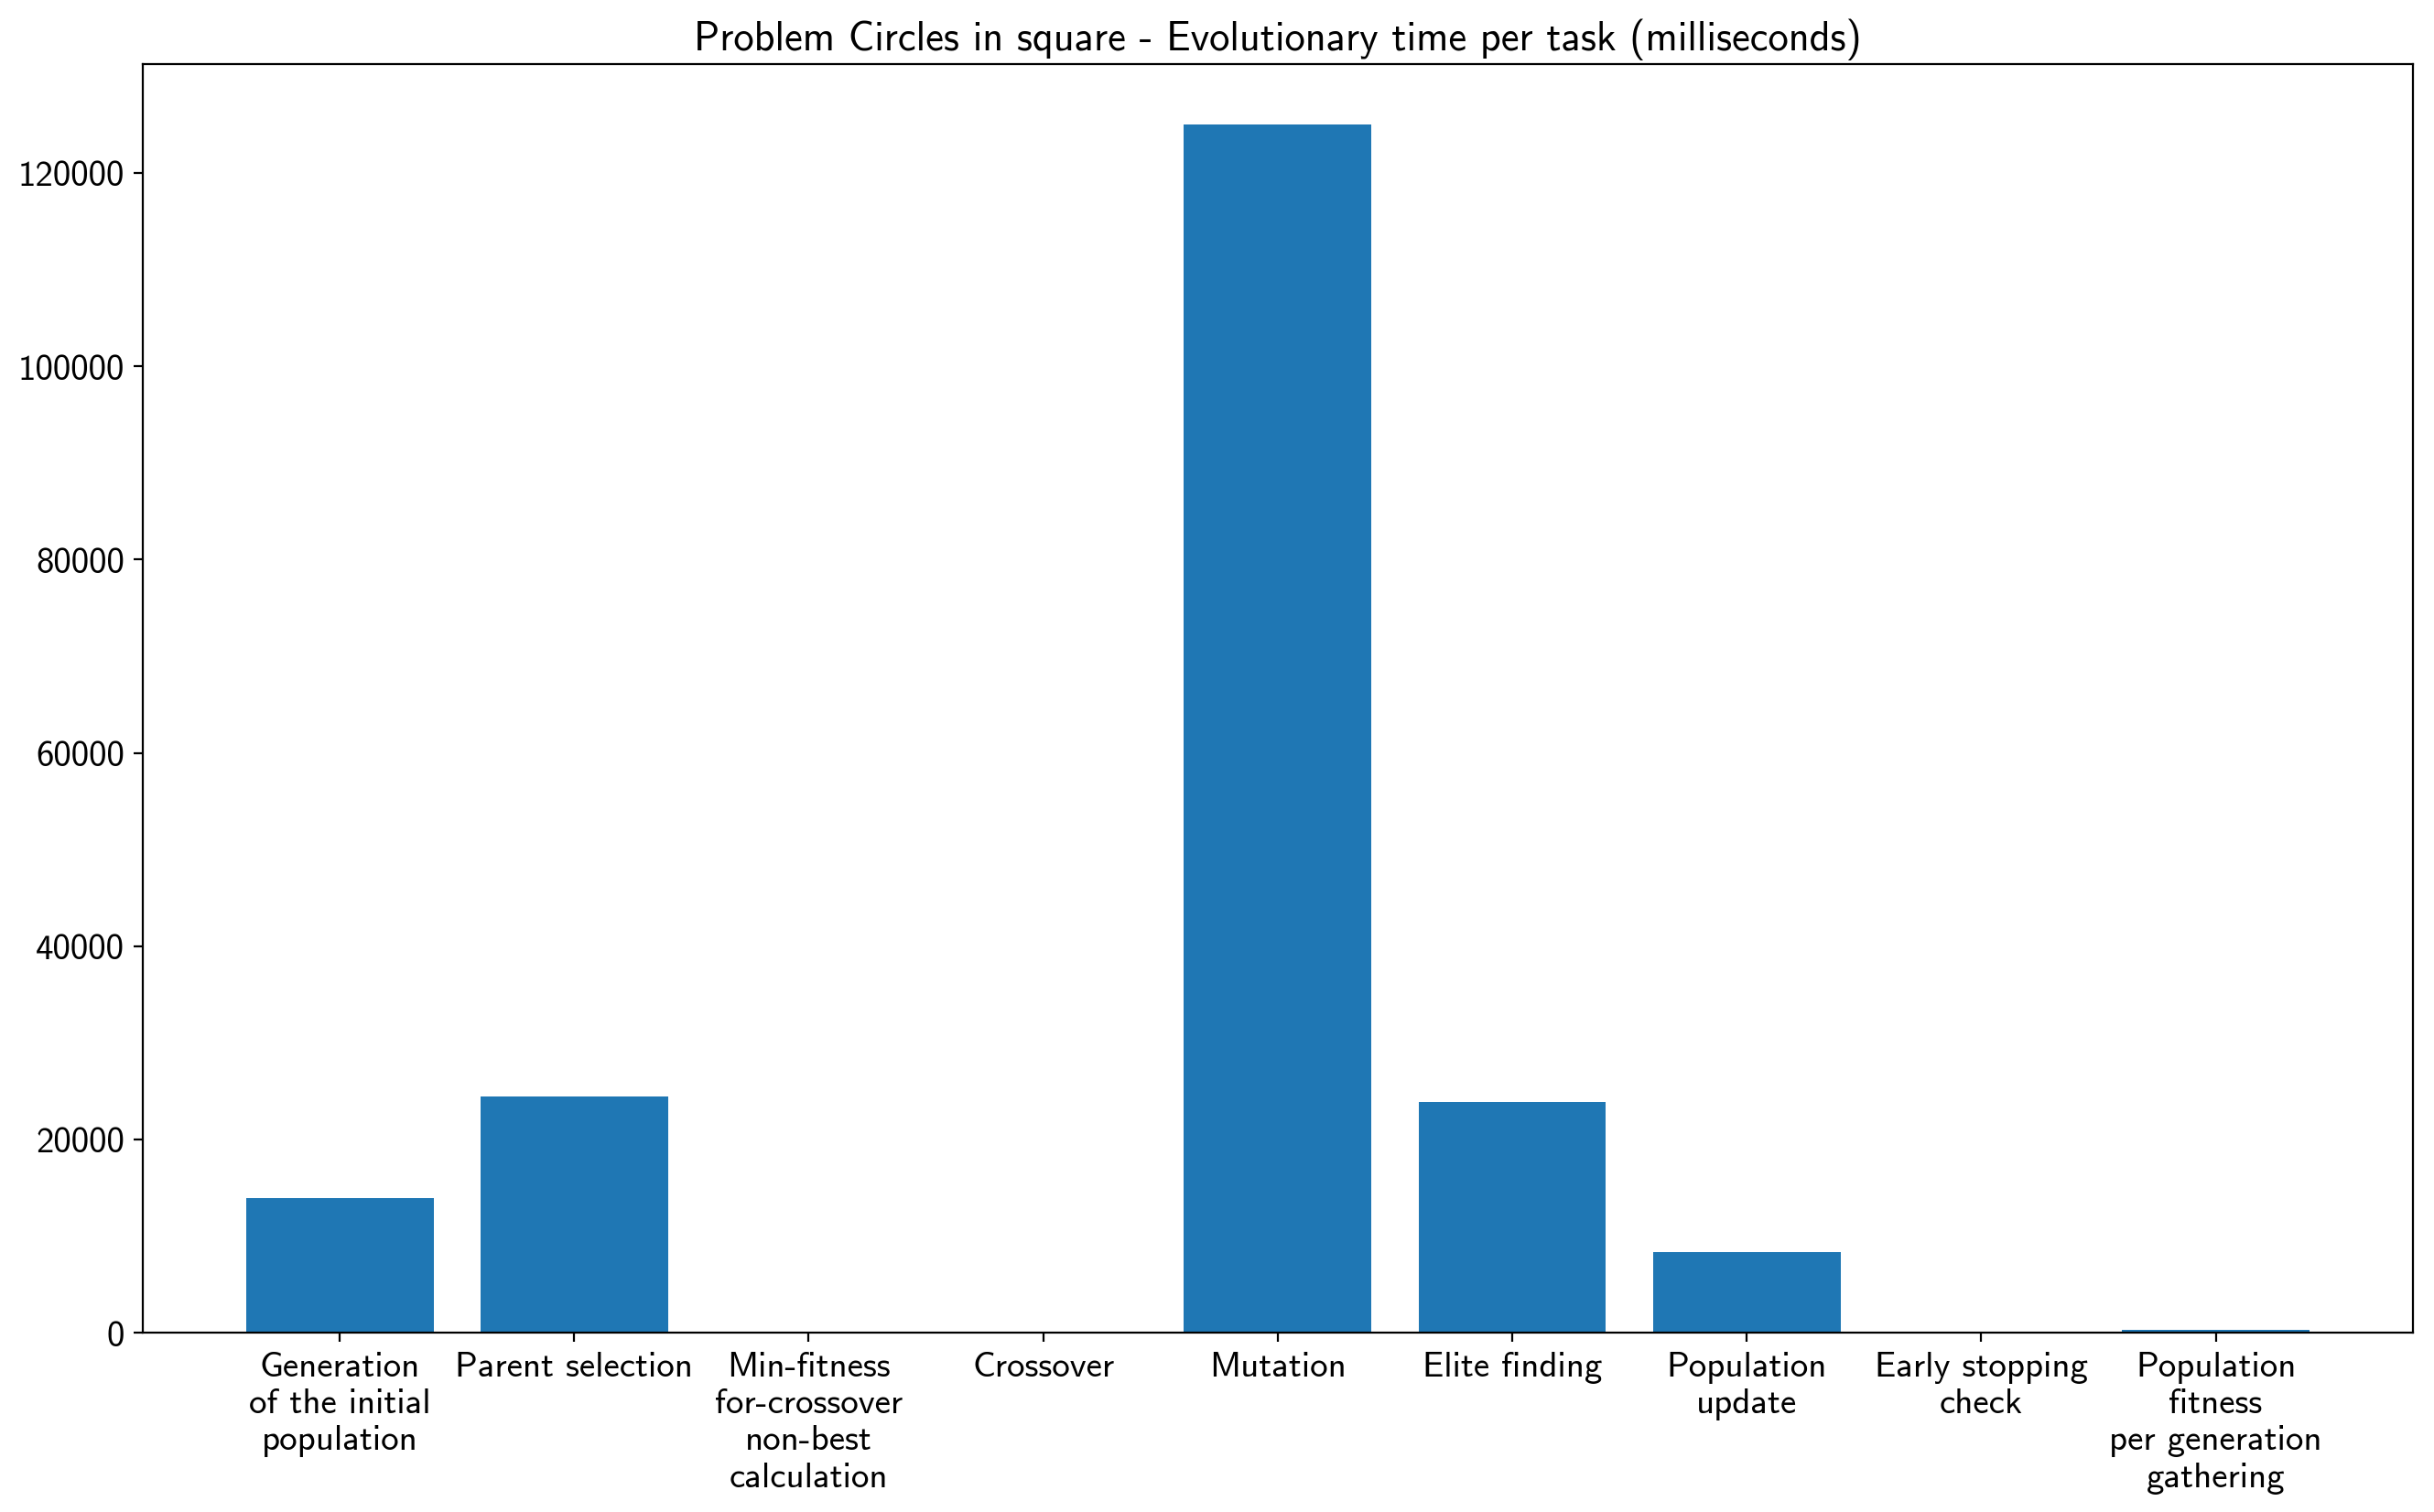 Problem Circles in square - Evolutionary time per task (milliseconds)
120000
100000
80000
60000
40000
20000
0
Generation
of the initial
population
Parent selection
Min-fitness
for-crossover
non-best
calculation
Crossover
Mutation
Elite finding
Population
update
Early stopping
check
Population
fitness
per generation
gathering